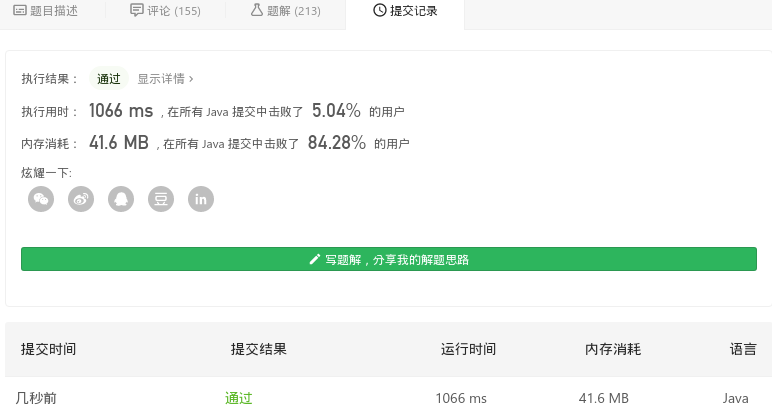 题目描述 评论 (155) 题解 (213) 提交记录
执行结果： 通过 显示详情 ›
执行用时： 1066 ms , 在所有 Java 提交中击败了 5.04% 的用户
内存消耗： 41.6 MB , 在所有 Java 提交中击败了 84.28% 的用户
炫耀一下:
豆 in
写题解，分享我的解题思路
提交时间 提交结果 运行时间 内存消耗 语言
几秒前 通过 1066 ms 41.6 MB Java